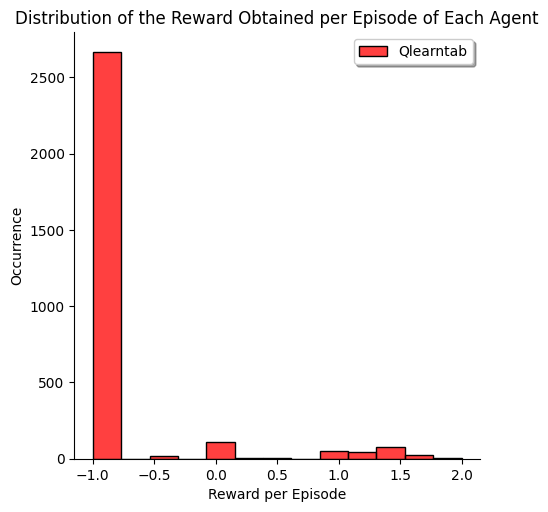 Distribution of the Reward Obtained per Episode of Each Agent
Qlearntab
2500
2000
1500
1000
500
0
Occurrence
−1.0 −0.5 0.0 0.5 1.0 1.5 2.0
Reward per Episode